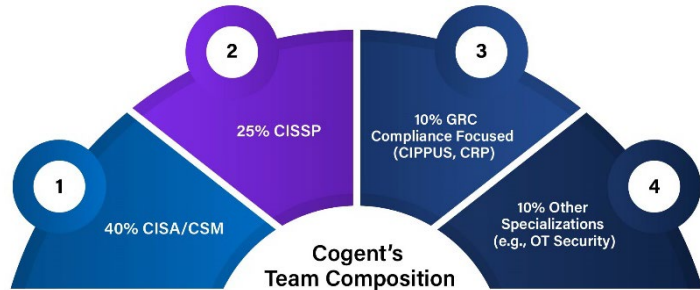 1
40% CISA/CSM
2
25% CISSP
3
10% GRC
Compliance Focused
(CIPPUS, CRP)
4
10% Other
Specializations
(e.g., OT Security)
Cogent's
Team Composition